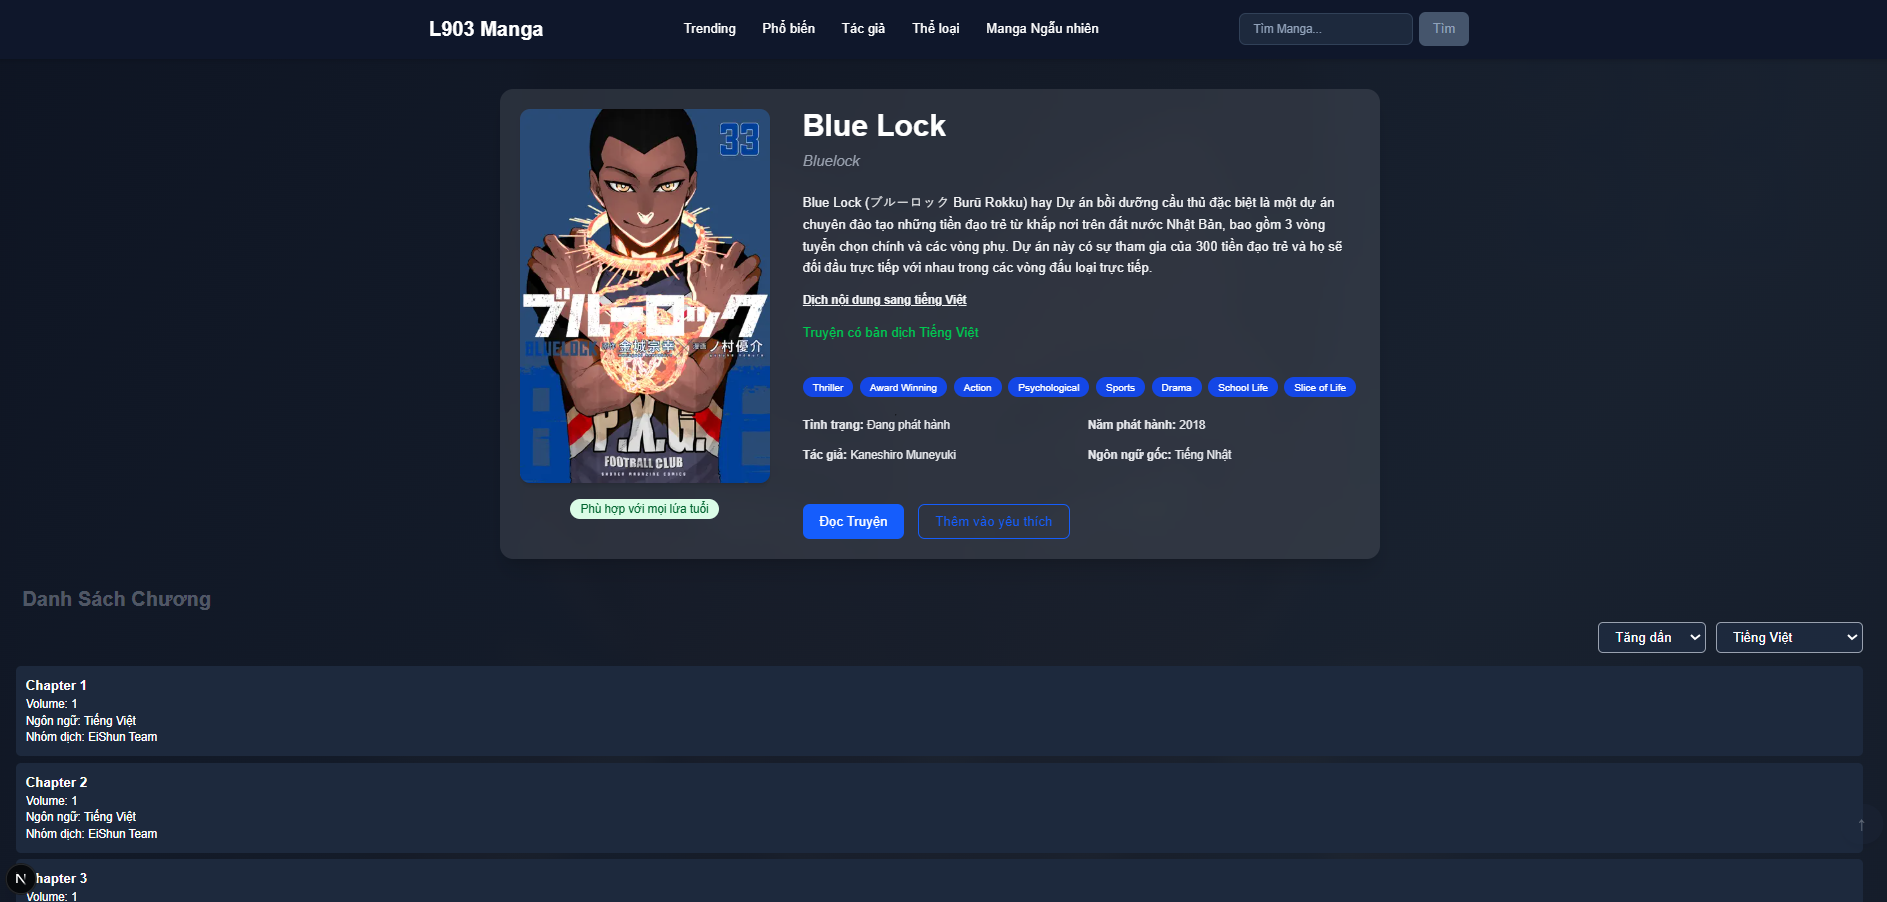 L903 Manga
Trending
Phổ biến
Tác giả
Thể loại
Manga Ngẫu nhiên
Tìm Manga...
Tìm
33
ブルーロック
BLUELOCK
金城宗幸
ノ村優介
P.X.G.
FOOTBALL CLUB
SHONEN MAGAZINE COMICS
Phù hợp với mọi lứa tuổi
Blue Lock
Bluelock
Blue Lock (ブルーロック Burū Rokku) hay Dự án bồi dưỡng cầu thủ đặc biệt là một dự án
chuyên đào tạo những tiền đạo trẻ từ khắp nơi trên đất nước Nhật Bản, bao gồm 3 vòng
tuyển chọn chính và các vòng phụ. Dự án này có sự tham gia của 300 tiền đạo trẻ và họ sẽ
đối đầu trực tiếp với nhau trong các vòng đấu loại trực tiếp.
Dịch nội dung sang tiếng Việt
Truyện có bản dịch Tiếng Việt
Thriller
Award Winning
Action
Psychological
Sports
Drama
School Life
Slice of Life
Tình trạng: Đang phát hành
Năm phát hành: 2018
Tác giả: Kaneshiro Muneyuki
Ngôn ngữ gốc: Tiếng Nhật
Đọc Truyện
Thêm vào yêu thích
Danh Sách Chương
Tăng dần
Tiếng Việt
Chapter 1
Volume: 1
Ngôn ngữ: Tiếng Việt
Nhóm dịch: EiShun Team
Chapter 2
Volume: 1
Ngôn ngữ: Tiếng Việt
Nhóm dịch: EiShun Team
↑
N
hapter 3
Volume: 1